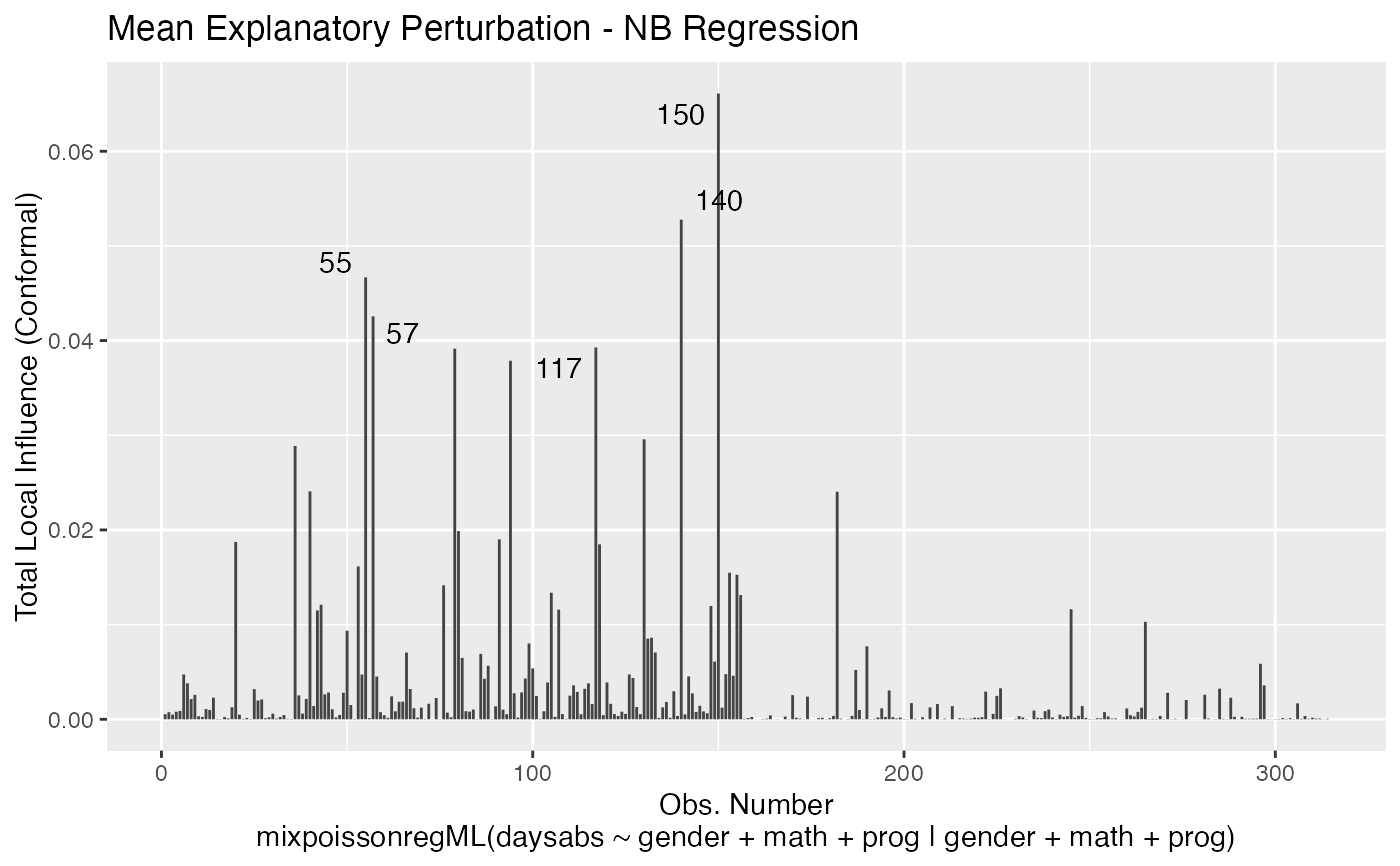 Mean Explanatory Perturbation - NB Regression
Total Local Influence (Conformal)
0.06
0.04
0.02
0.00
150
140
55
57
117
0 100 200 300
Obs. Number
mixpoissonregML(daysabs ~ gender + math + prog | gender + math + prog)